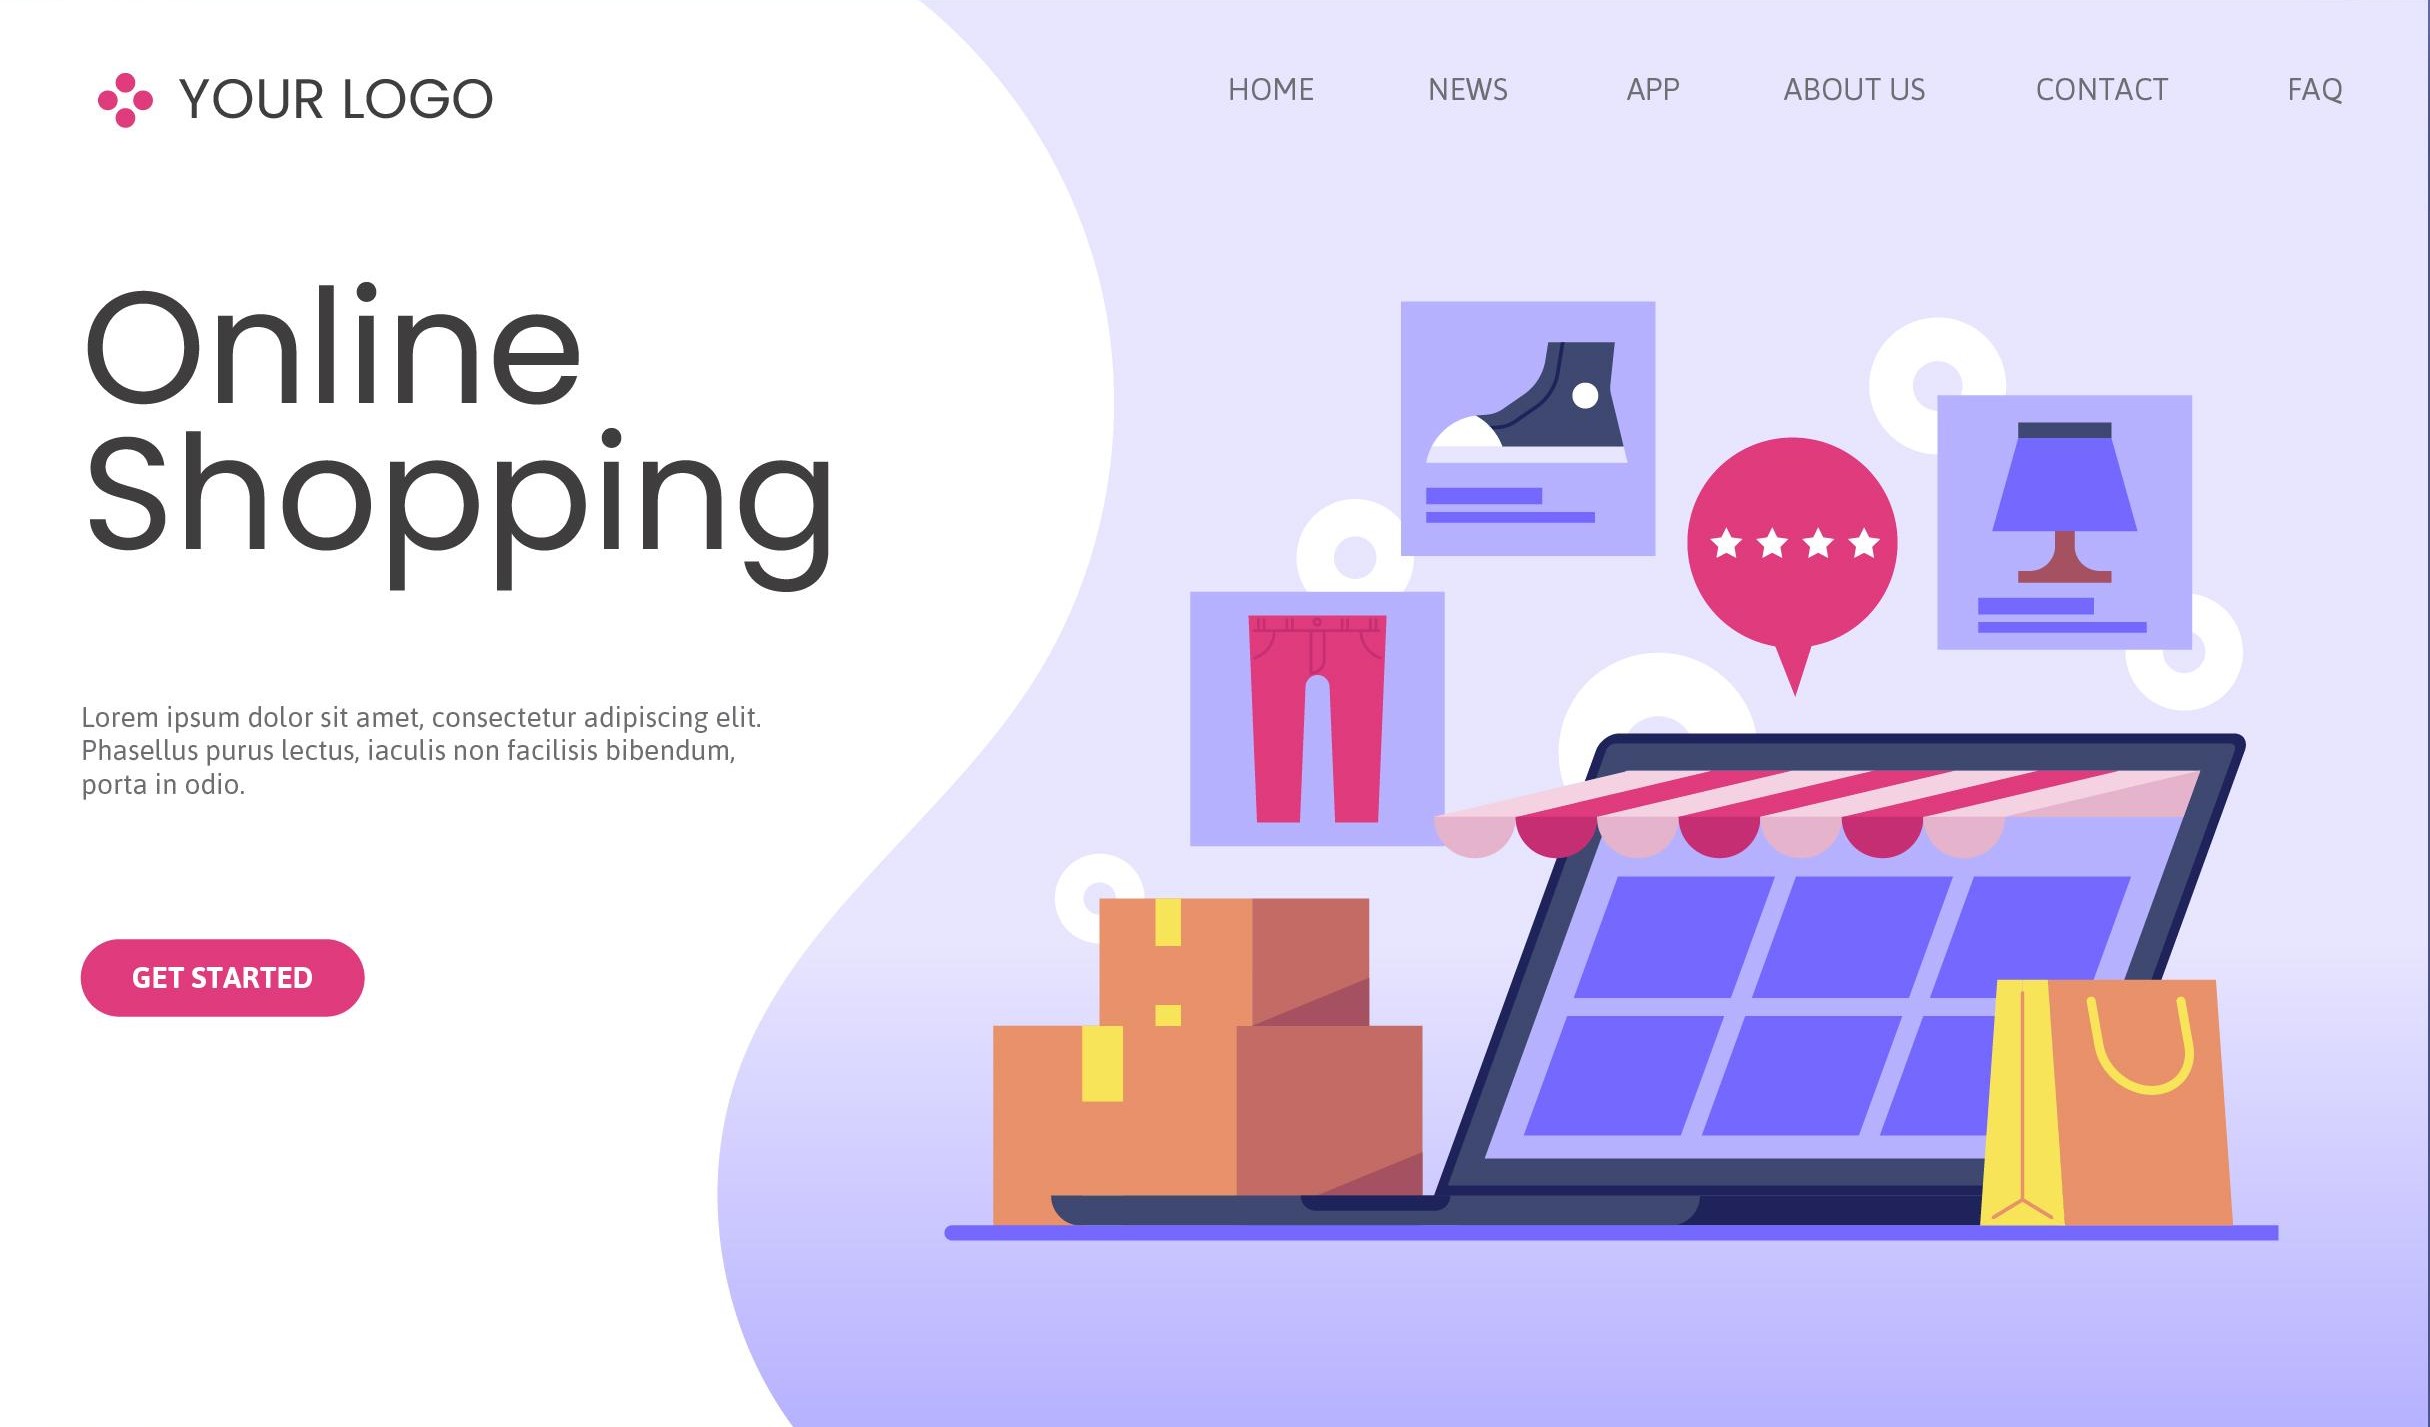 YOUR LOGO
HOME
NEWS
APP
ABOUT US
CONTACT
FAQ
Online
Shopping
Lorem ipsum dolor sit amet, consectetur adipiscing elit.
Phasellus purus lectus, iaculis non facilisis bibendum,
porta in odio.
GET STARTED